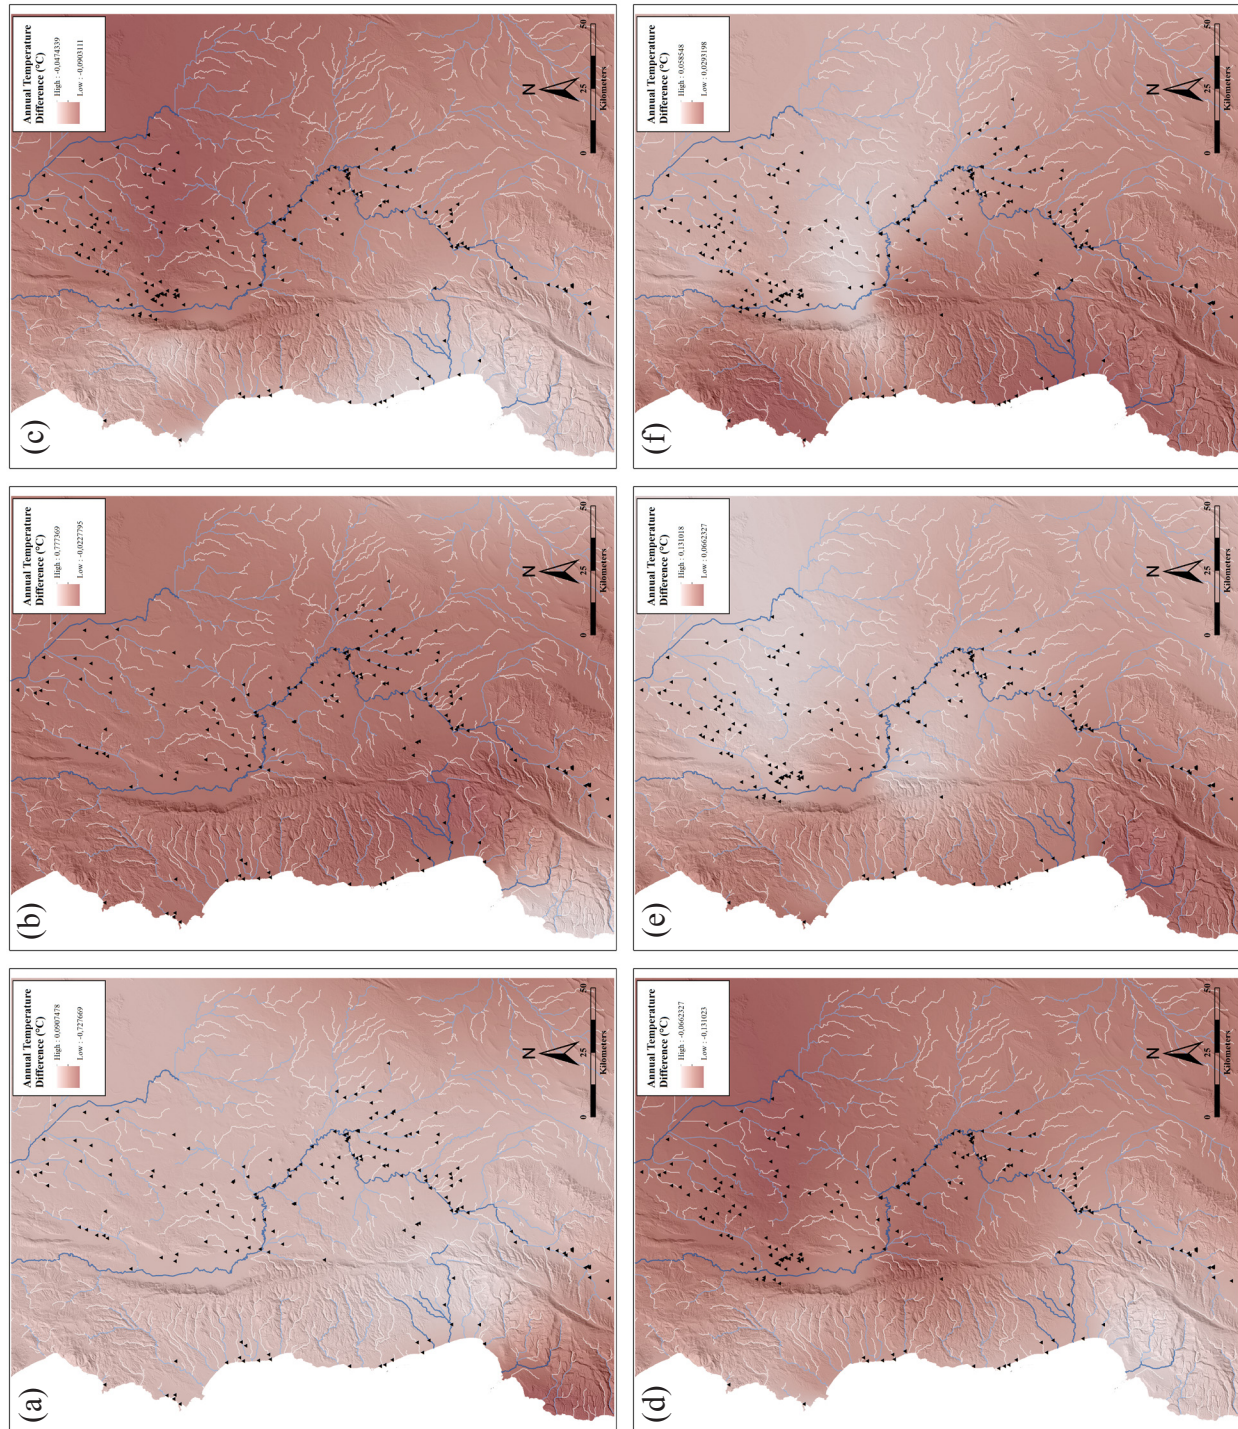 (a)
Annual Temperature
Difference (°C)
High : 0,0907478
Low : -0,727669
N
0
25
50
Kilometers
(b)
Annual Temperature
Difference (°C)
High : 0,777369
Low : -0,0227795
N
0
25
50
Kilometers
(c)
Annual Temperature
Difference (°C)
High : -0,0474339
Low : -0,0903111
N
0
25
50
Kilometers
(d)
Annual Temperature
Difference (°C)
High : -0,0662327
Low : -0,131023
N
0
25
50
Kilometers
(e)
Annual Temperature
Difference (°C)
High : 0,131018
Low : 0,0662327
N
0
25
50
Kilometers
(f)
Annual Temperature
Difference (°C)
High : 0,058548
Low : 0,0293198
N
0
25
50
Kilometers